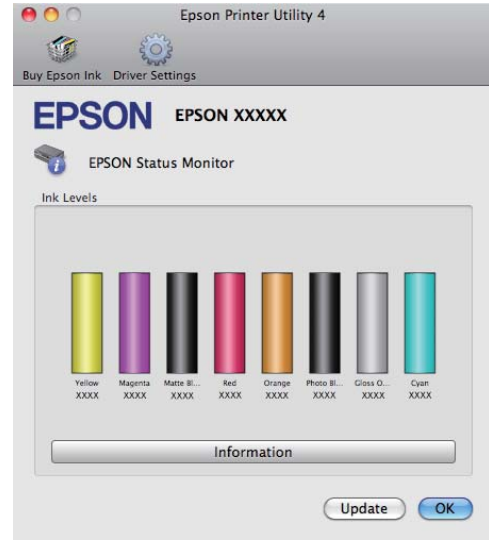 Epson Printer Utility 4
Buy Epson Ink Driver Settings
EPSON EPSON XXXXX
EPSON Status Monitor
Ink Levels
Yellow Magenta Matte Bl... Red Orange Photo Bl... Gloss O... Cyan
XXXX XXXX XXXX XXXX XXXX XXXX XXXX XXXX
Information
Update OK